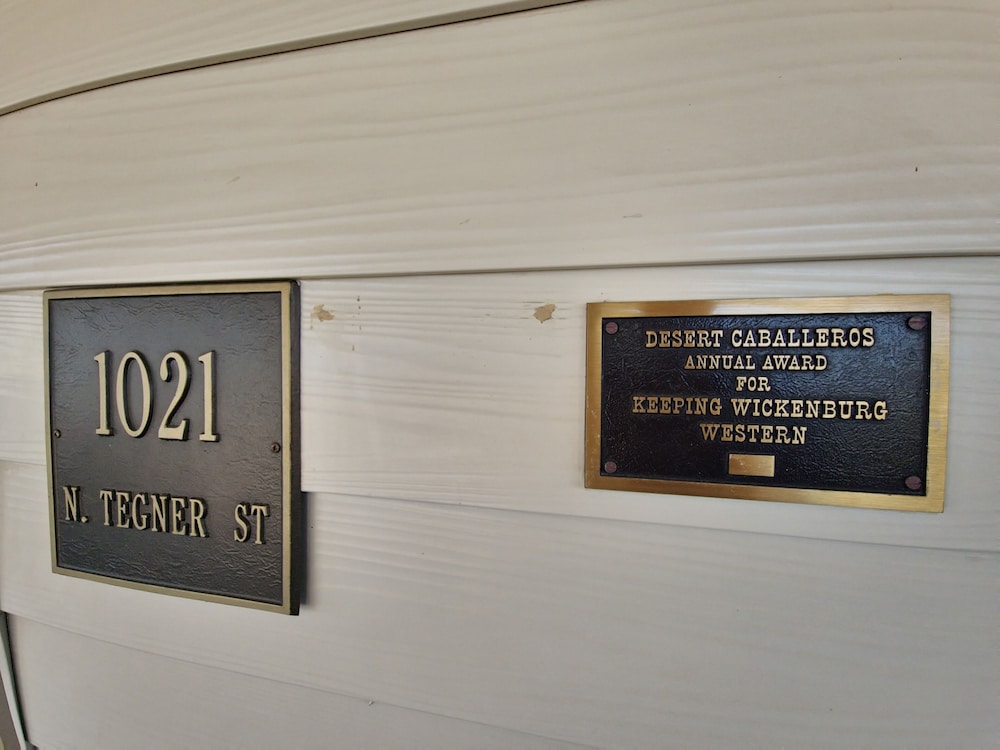 1021
N. TEGNER ST
DESERT CABALLEROS
ANNUAL AWARD
FOR
KEEPING WICKENBURG
WESTERN